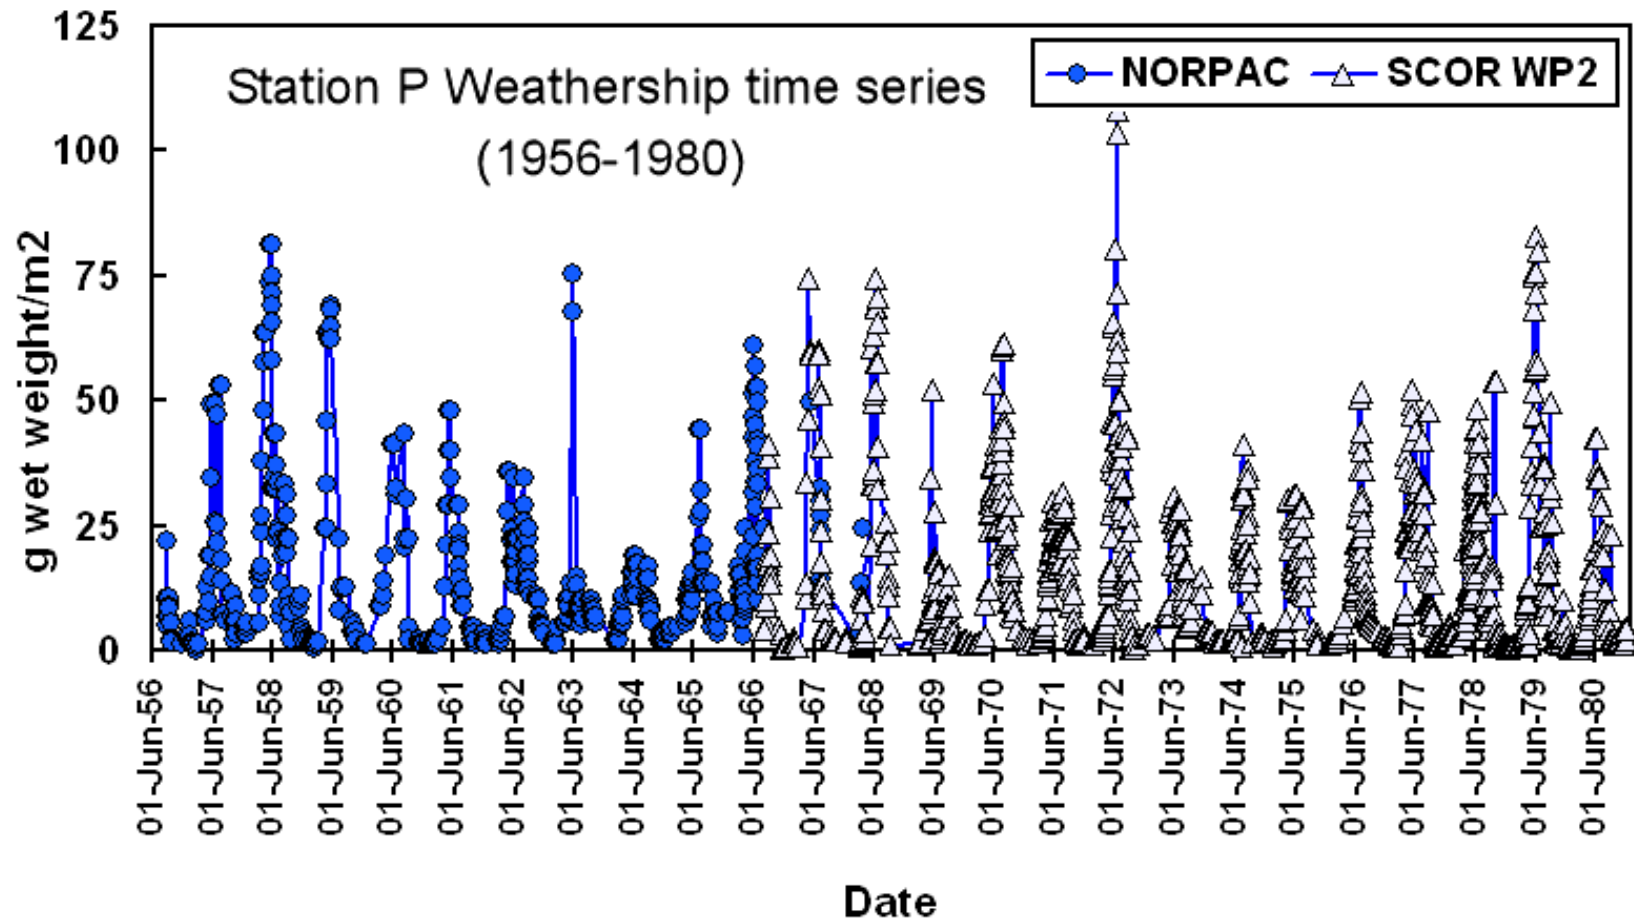 Station P Weathership time series
(1956-1980)
NORPAC SCOR WP2
g wet weight/m2
125
100
75
50
25
0
01-Jun-56
01-Jun-57
01-Jun-58
01-Jun-59
01-Jun-60
01-Jun-61
01-Jun-62
01-Jun-63
01-Jun-64
01-Jun-65
01-Jun-66
01-Jun-67
01-Jun-68
01-Jun-69
01-Jun-70
01-Jun-71
01-Jun-72
01-Jun-73
01-Jun-74
01-Jun-75
01-Jun-76
01-Jun-77
01-Jun-78
01-Jun-79
01-Jun-80
Date